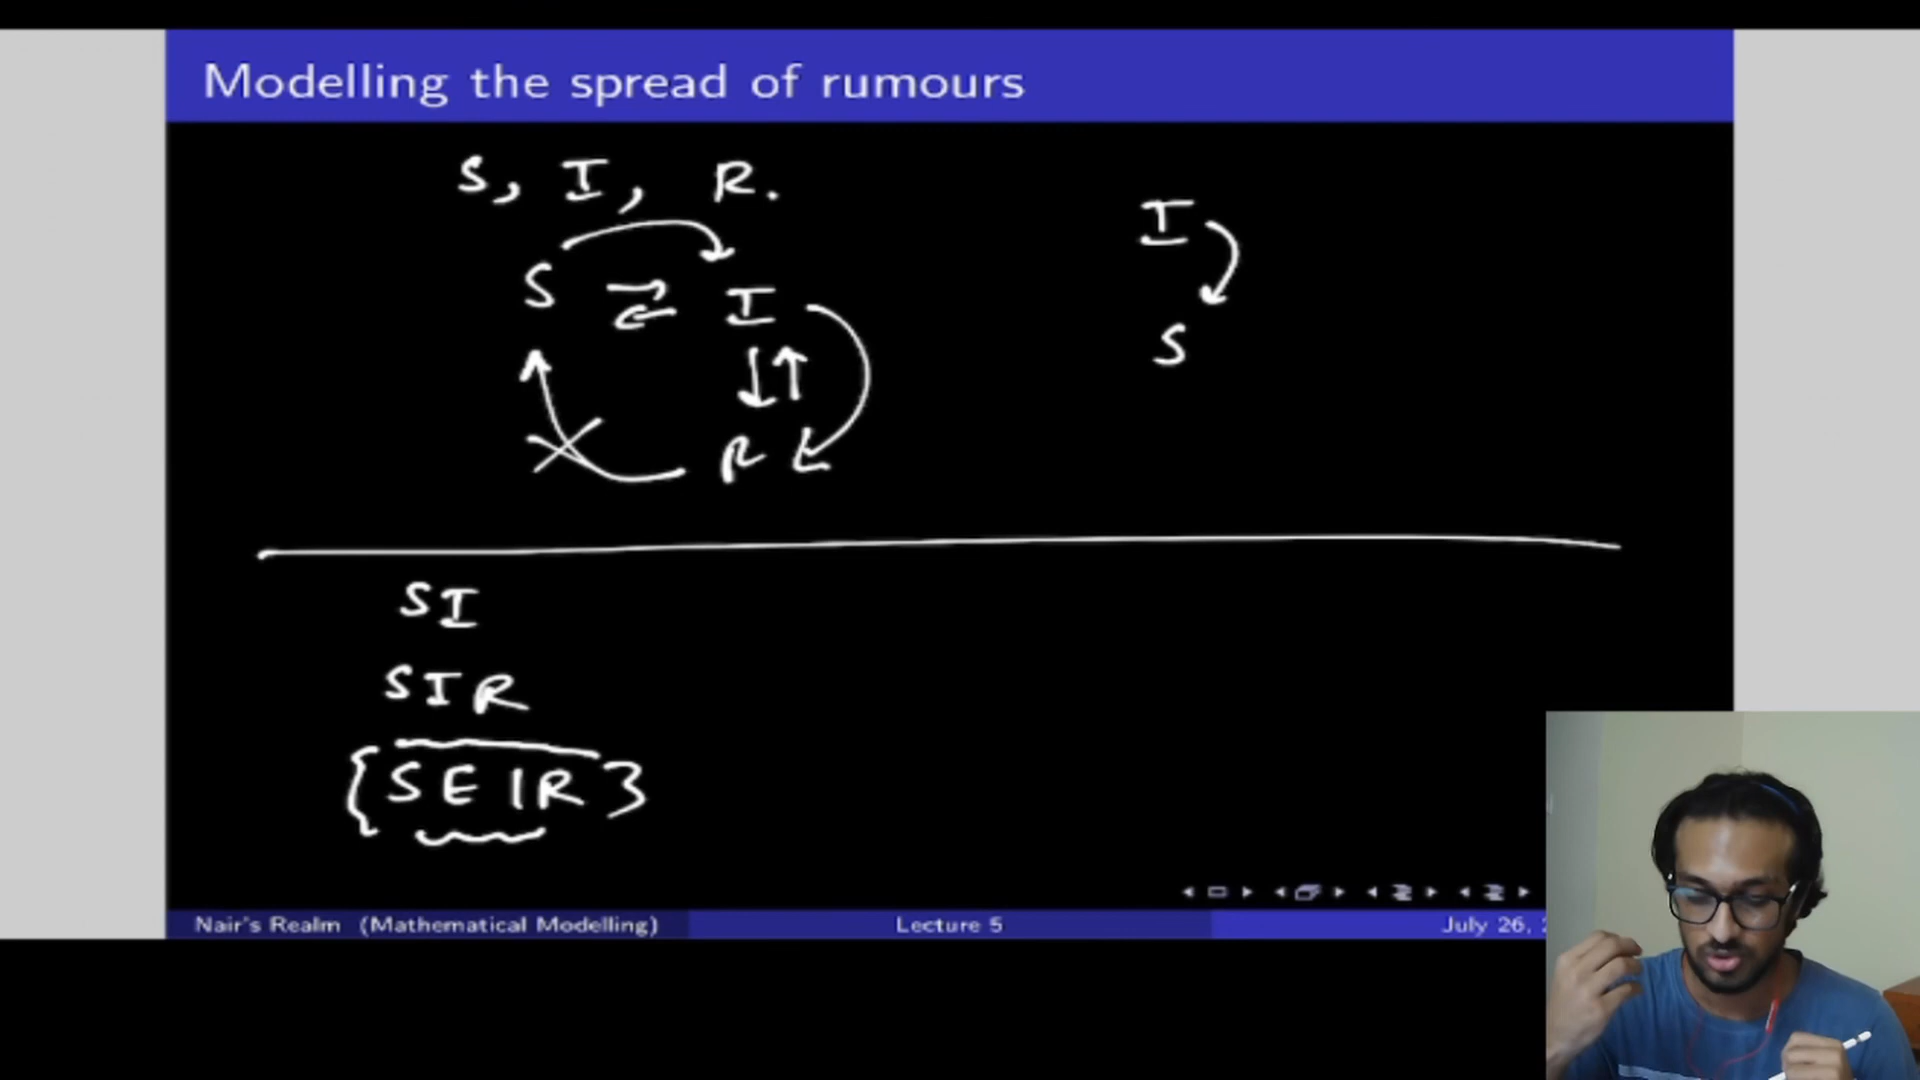 Modelling the spread of rumours
S, I, R.
S ⇄ I
R
I
S
SI
SIR
{SEIR}
Nair's Realm (Mathematical Modelling) Lecture 5 July 26,